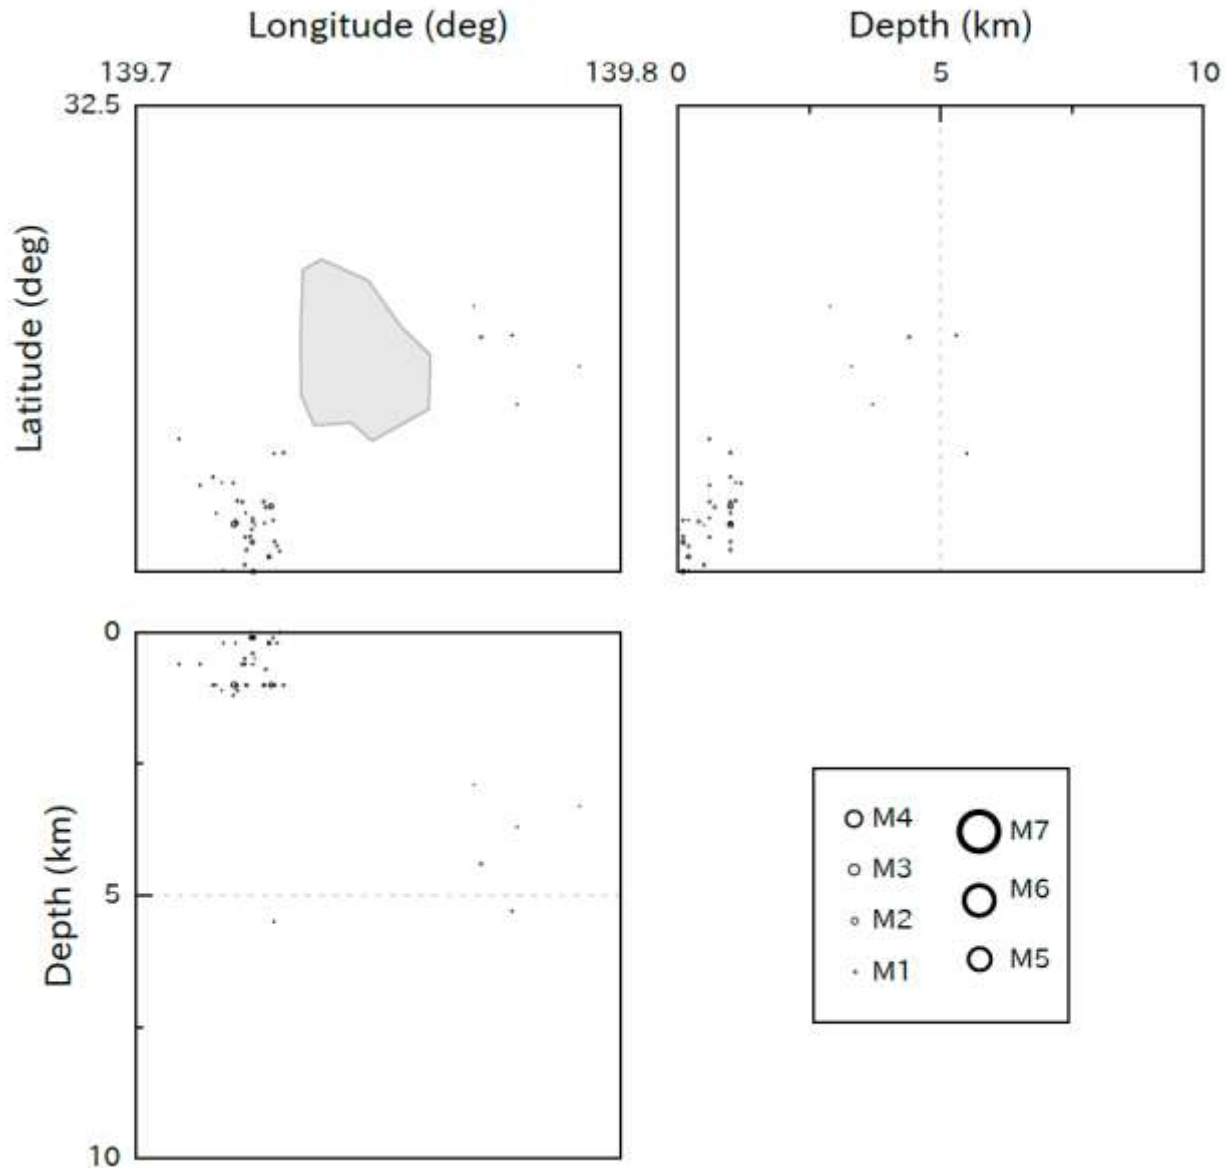 Longitude (deg)
Depth (km)
139.7
139.8
0
5
10
32.5
Latitude (deg)
0
5
10
Depth (km)
M4
M3
M2
M1
M7
M6
M5